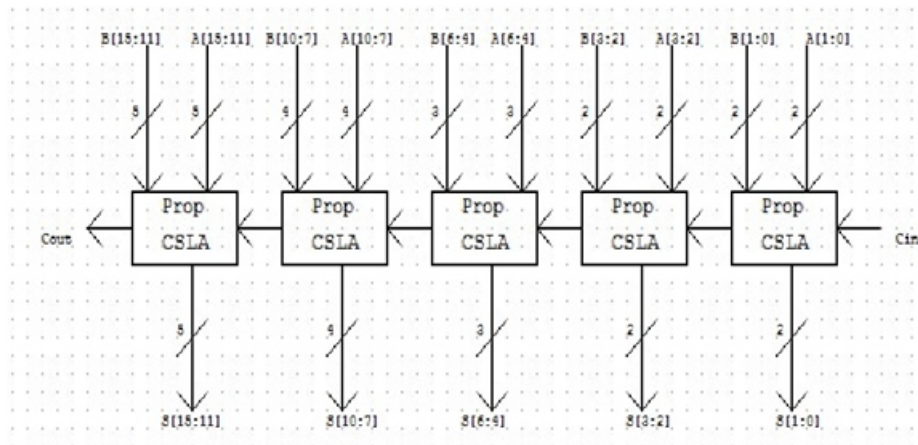 B[15:11] A[15:11] B[10:7] A[10:7] B[6:4] A[6:4] B[3:2] A[3:2] B[1:0] A[1:0]
5 5 4 4 3 3 2 2 2 2
Prop Prop Prop Prop Prop
CSLA CSLA CSLA CSLA CSLA
Cout Cin
5 4 3 2 2
S[15:11] S[10:7] S[6:4] S[3:2] S[1:0]